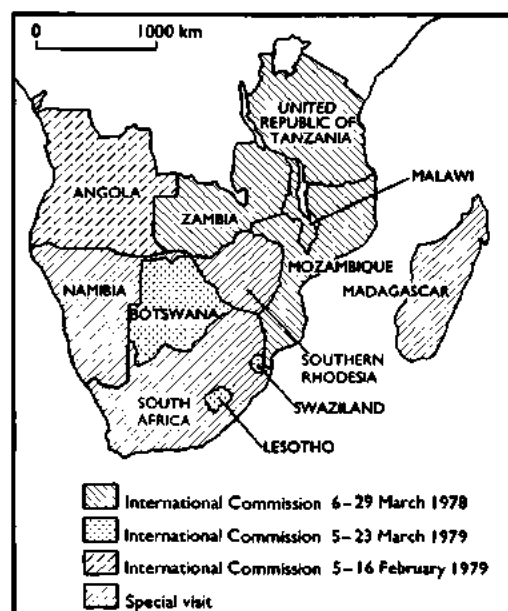 0 1000 km
UNITED
REPUBLIC OF
TANZANIA
ANGOLA
MALAWI
ZAMBIA
MOZAMBIQUE
NAMIBIA
MADAGASCAR
BOTSWANA
SOUTHERN
RHODESIA
SOUTH
AFRICA
SWAZILAND
LESOTHO
International Commission 6–29 March 1978
International Commission 5–23 March 1979
International Commission 5–16 February 1979
Special visit